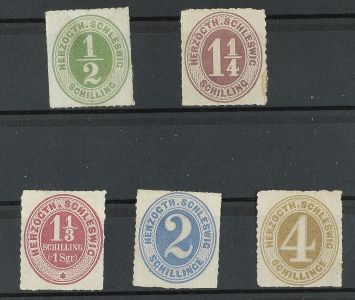 HERZOGTH. SCHLESWIG
1/2
SCHILLING
HERZOGTH. SCHLESWIG
1 1/4
SCHILLING
HERZOGTH. SCHLESWIG
1 1/3
SCHILLING
(1 Sgr)
HERZOGTH. SCHLESWIG
2
SCHILLINGE
HERZOGTH. SCHLESWIG
4
SCHILLINGE